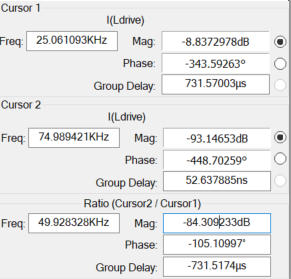 Cursor 1
I(Ldrive)
Freq: 25.061093KHz Mag: -8.8372978dB
Phase: -343.59263°
Group Delay: 731.57003µs
Cursor 2
I(Ldrive)
Freq: 74.989421KHz Mag: -93.14653dB
Phase: -448.70259°
Group Delay: 52.637885ns
Ratio (Cursor2 / Cursor1)
Freq: 49.928328KHz Mag: -84.309233dB
Phase: -105.10997°
Group Delay: -731.5174µs